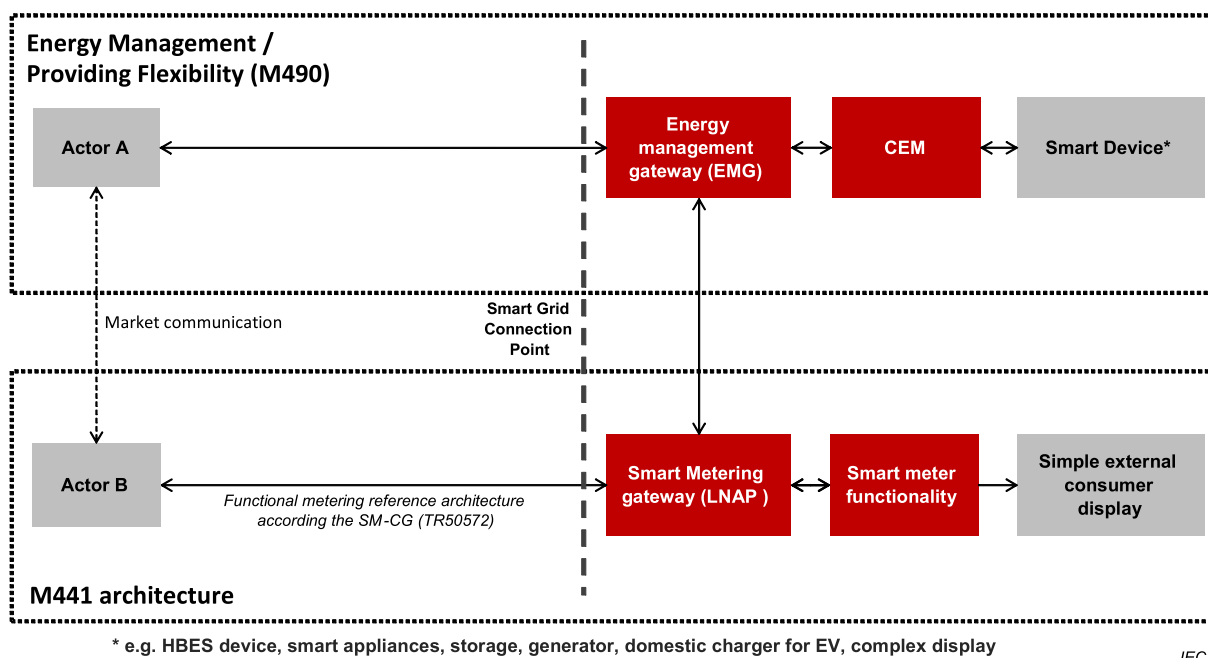 Energy Management /
Providing Flexibility (M490)
Actor A
Energy
management
gateway (EMG)
CEM
Smart Device*
Market communication
Smart Grid
Connection
Point
Actor B
Functional metering reference architecture
according the SM-CG (TR50572)
Smart Metering
gateway (LNAP )
Smart meter
functionality
Simple external
consumer
display
M441 architecture
* e.g. HBES device, smart appliances, storage, generator, domestic charger for EV, complex display
IEC